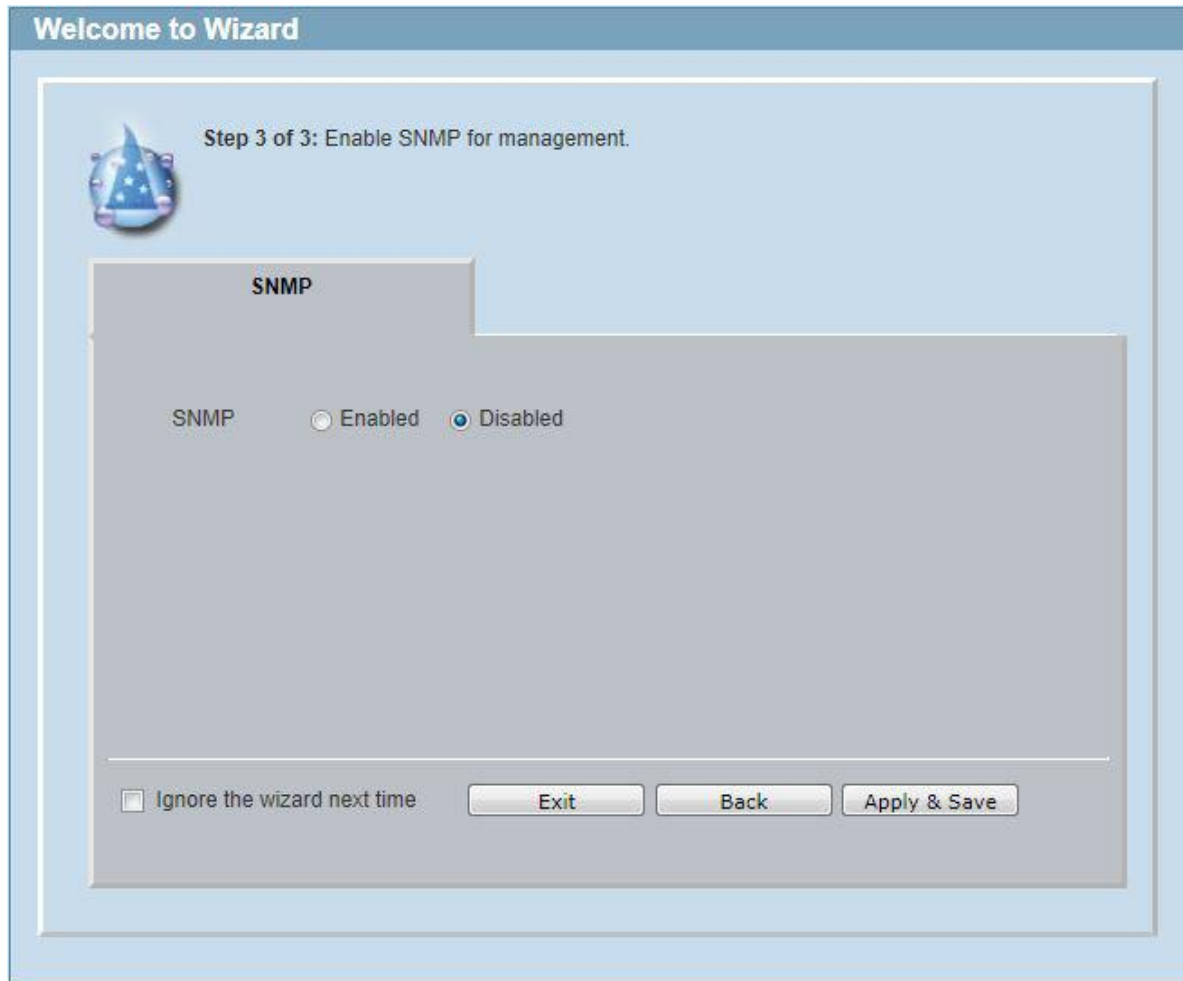 Welcome to Wizard
Step 3 of 3: Enable SNMP for management.
SNMP
SNMP Enabled Disabled
Ignore the wizard next time Exit Back Apply & Save